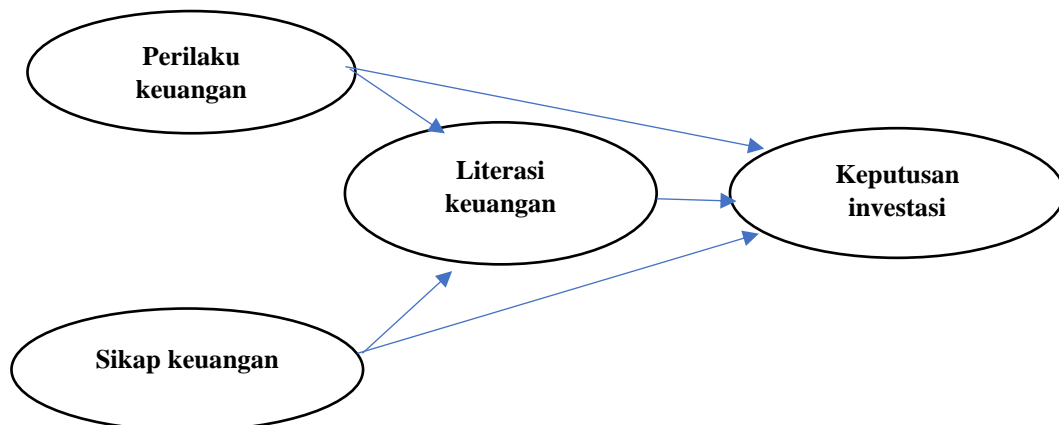 Perilaku
keuangan
Literasi
keuangan
Keputusan
investasi
Sikap keuangan